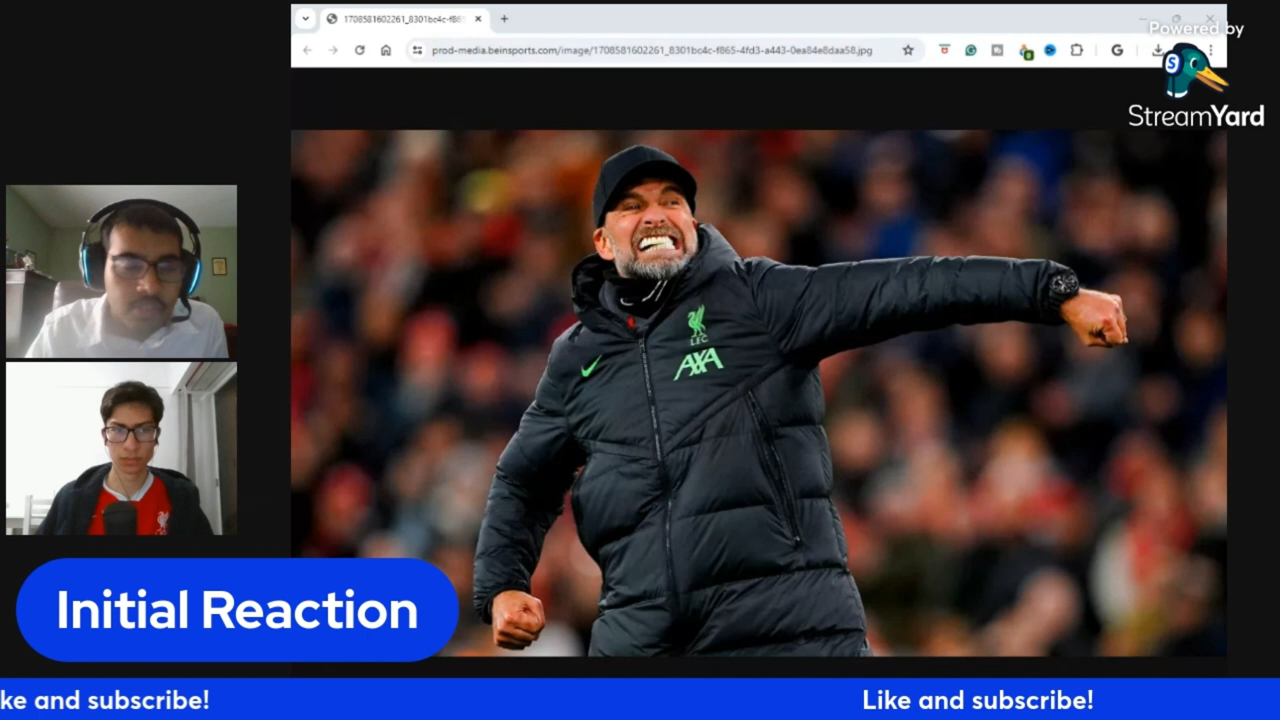 1708581602261_8301bc4c-f865
Powered by
prod-media.beinsports.com/image/1708581602261_8301bc4c-f865-4fd3-a443-0ea84e8daa58.jpg
S
StreamYard
LFC
AXA
Initial Reaction
ke and subscribe!
Like and subscribe!